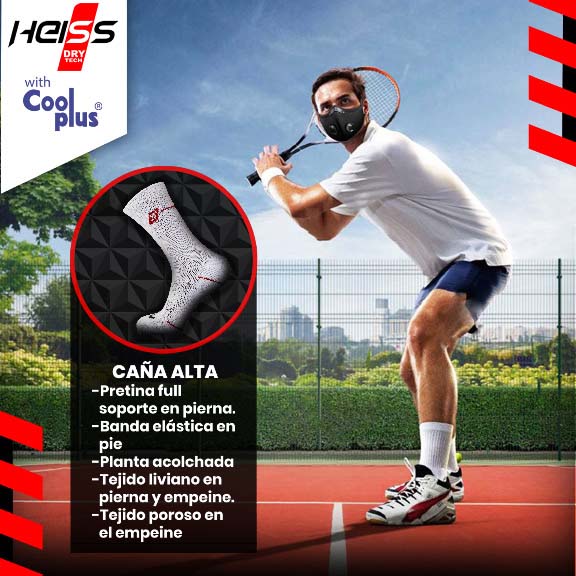 HEISS
DRY
TECH
with
Cool
plus®
CAÑA ALTA
-Pretina full
soporte en pierna.
-Banda elástica en
pie
-Planta acolchada
-Tejido liviano en
pierna y empeine.
-Tejido poroso en
el empeine